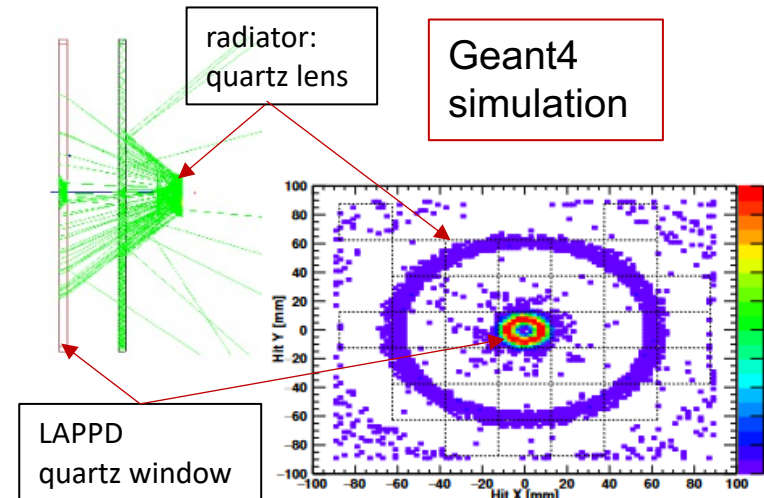 radiator:
quartz lens
Geant4
simulation
LAPPD
quartz window
Hit Y [mm]
100
80
60
40
20
0
−20
−40
−60
−80
−100
−100 −80 −60 −40 −20 0 20 40 60 80 100
Hit X [mm]